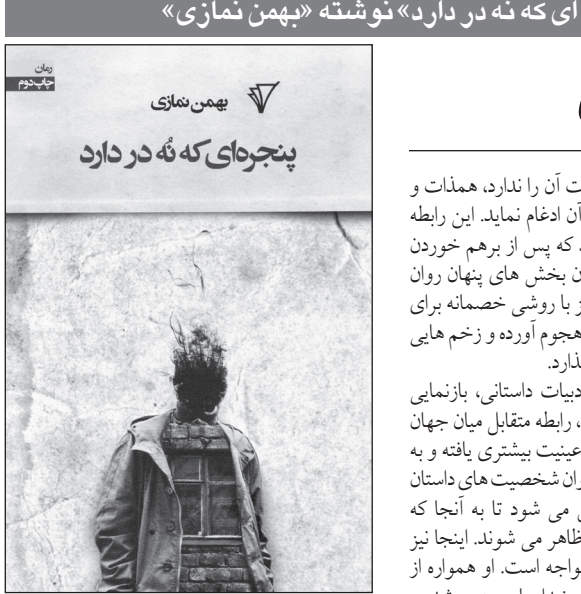 ای که نه در دارد» نوشته «بهمن نمازی»
رمان
چاپ دوم
بهمن نمازی
پنجره‌ای که نُه در دارد
ت آن را ندارد، همذات و
آن ادغام نماید. این رابطه
که پس از برهم خوردن
ن بخش های پنهان روان
ز با روشی خصمانه برای
هجوم آورده و زخم هایی
ذارد.
دبیات داستانی، بازنمایی
، رابطه متقابل میان جهان
عینیت بیشتری یافته و به
وان شخصیت های داستان
می شود تا به آنجا که
ظاهر می شوند. اینجا نیز
واجه است. او همواره از